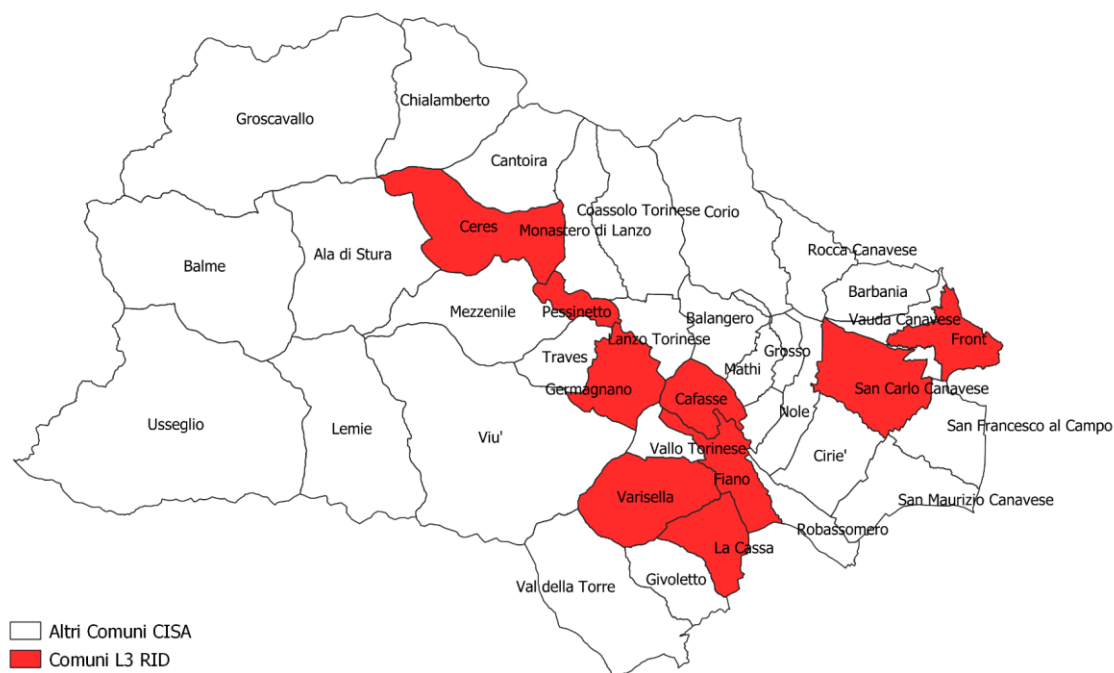 Chialamberto
Groscavallo
Cantoira
Coassolo Torinese
Corio
Ceres
Monastero di Lanzo
Rocca Canavese
Ala di Stura
Balme
Barbania
Mezzenile
Pessinetto
Balangero
Vauda Canavese
Lanzo Torinese
Front
Grosso
Traves
Mathi
Germagnano
San Carlo Canavese
Cafasse
Nole
Usseglio
Lemie
San Francesco al Campo
Viu'
Vallo Torinese
Cirie'
Fiano
Varisella
San Maurizio Canavese
Robassomero
La Cassa
Givoletto
Val della Torre
Altri Comuni CISA
Comuni L3 RID